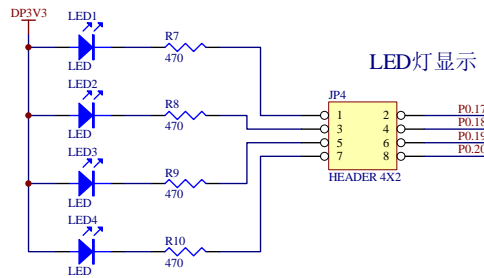 DP3V3
LED1
LED
R7
470
LED灯显示
LED2
LED
R8
470
JP4
1 2 P0.17
3 4 P0.18
5 6 P0.19
7 8 P0.20
HEADER 4X2
LED3
LED
R9
470
LED4
LED
R10
470